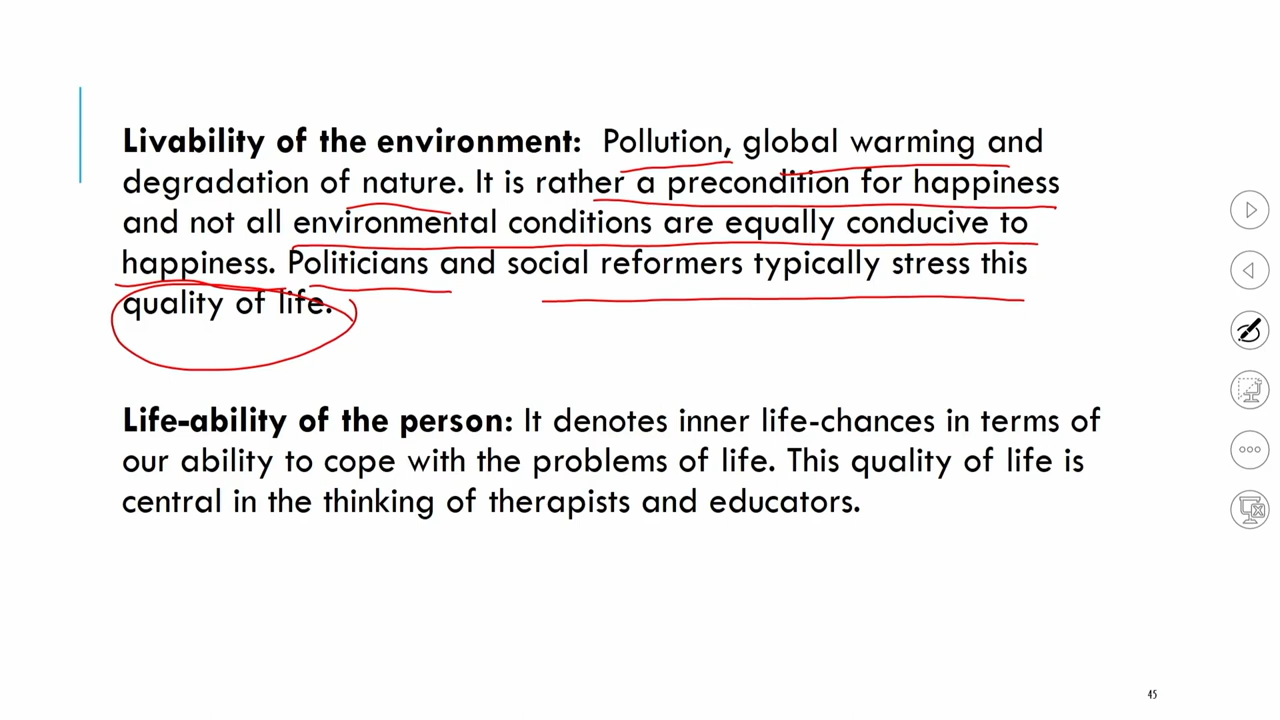 Livability of the environment: Pollution, global warming and
degradation of nature. It is rather a precondition for happiness
and not all environmental conditions are equally conducive to
happiness. Politicians and social reformers typically stress this
quality of life.
Life-ability of the person: It denotes inner life-chances in terms of
our ability to cope with the problems of life. This quality of life is
central in the thinking of therapists and educators.
45